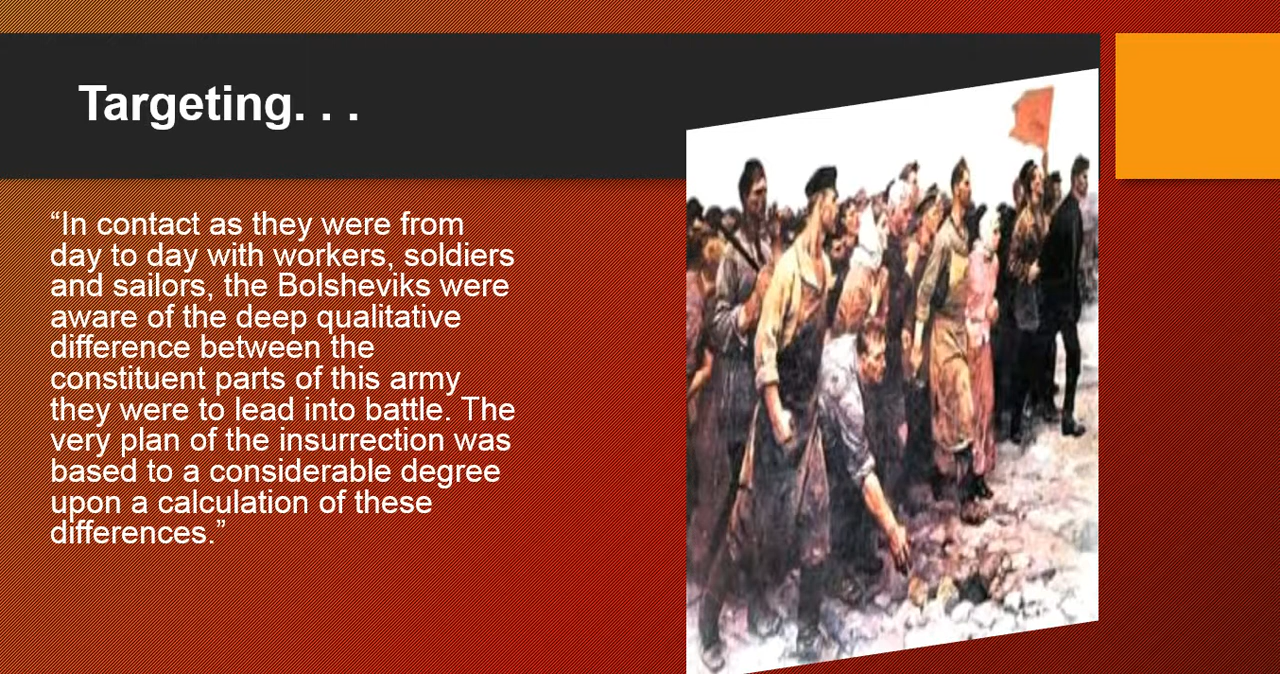 Targeting. . .
“In contact as they were from
day to day with workers, soldiers
and sailors, the Bolsheviks were
aware of the deep qualitative
difference between the
constituent parts of this army
they were to lead into battle. The
very plan of the insurrection was
based to a considerable degree
upon a calculation of these
differences.”